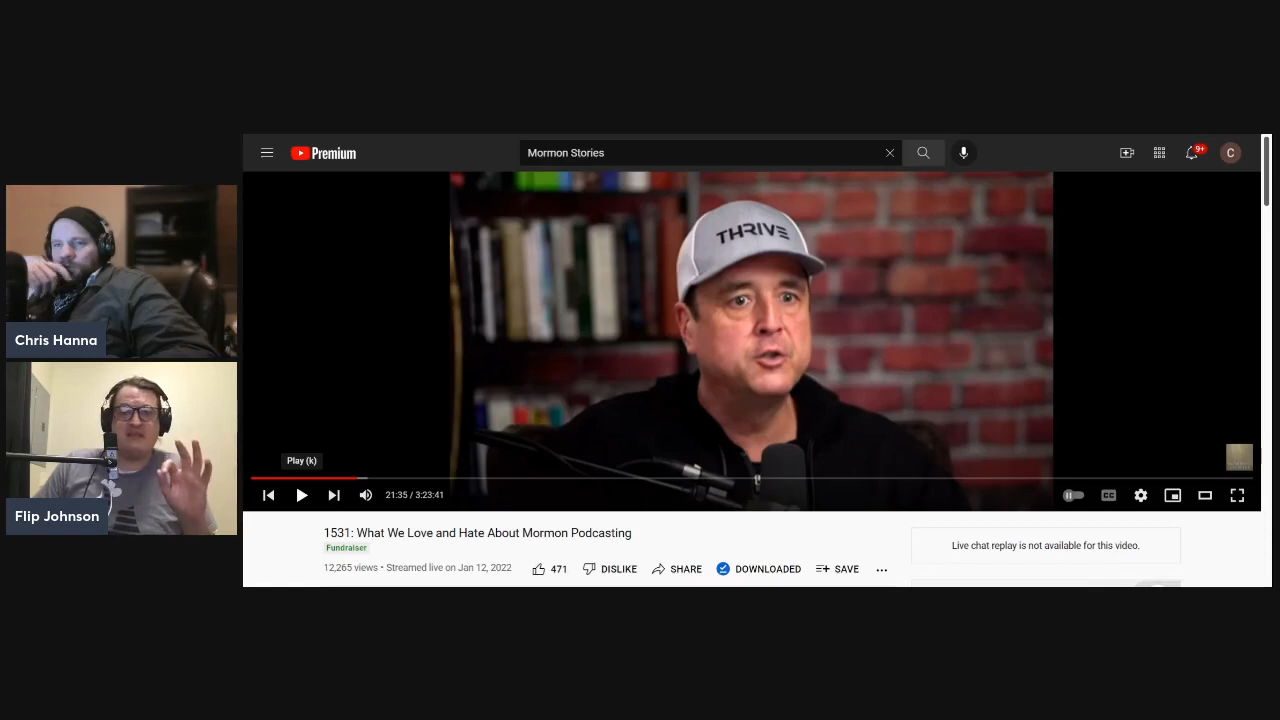 Premium
Mormon Stories
9+
C
THRIVE
Chris Hanna
Flip Johnson
Play (k)
21:35 / 3:23:41
CC
1531: What We Love and Hate About Mormon Podcasting
Fundraiser
12,265 views • Streamed live on Jan 12, 2022
471
DISLIKE
SHARE
DOWNLOADED
SAVE
Live chat replay is not available for this video.